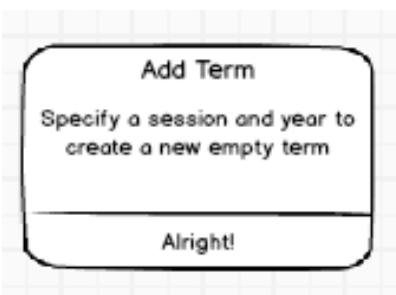 Add Term
Specify a session and year to
create a new empty term
Alright!